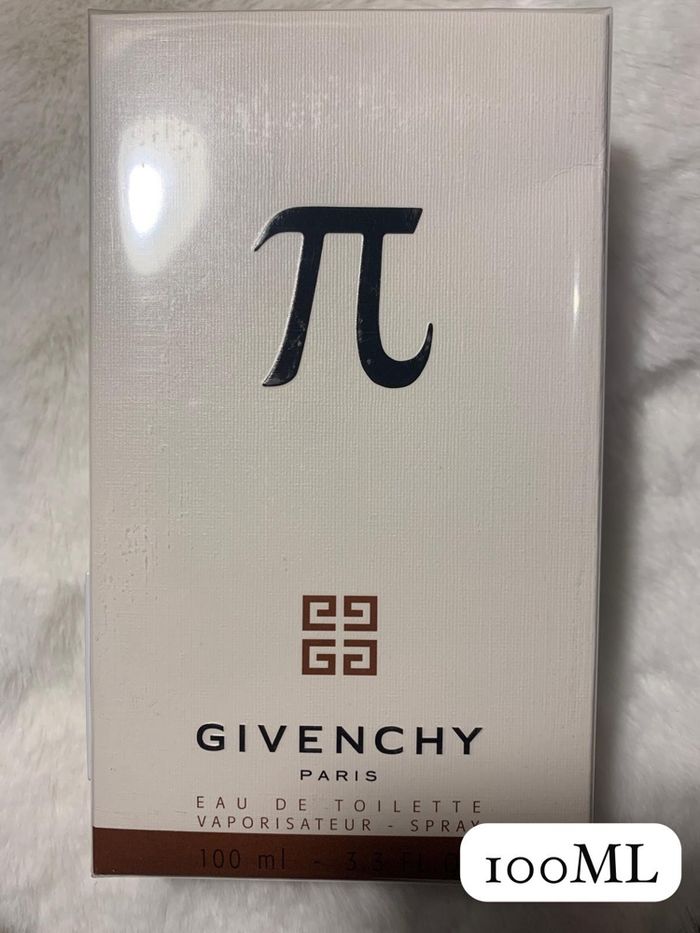 π
GIVENCHY
PARIS
EAU DE TOILETTE
VAPORISATEUR - SPRAY
100 ml - 3.3 FL
100ML